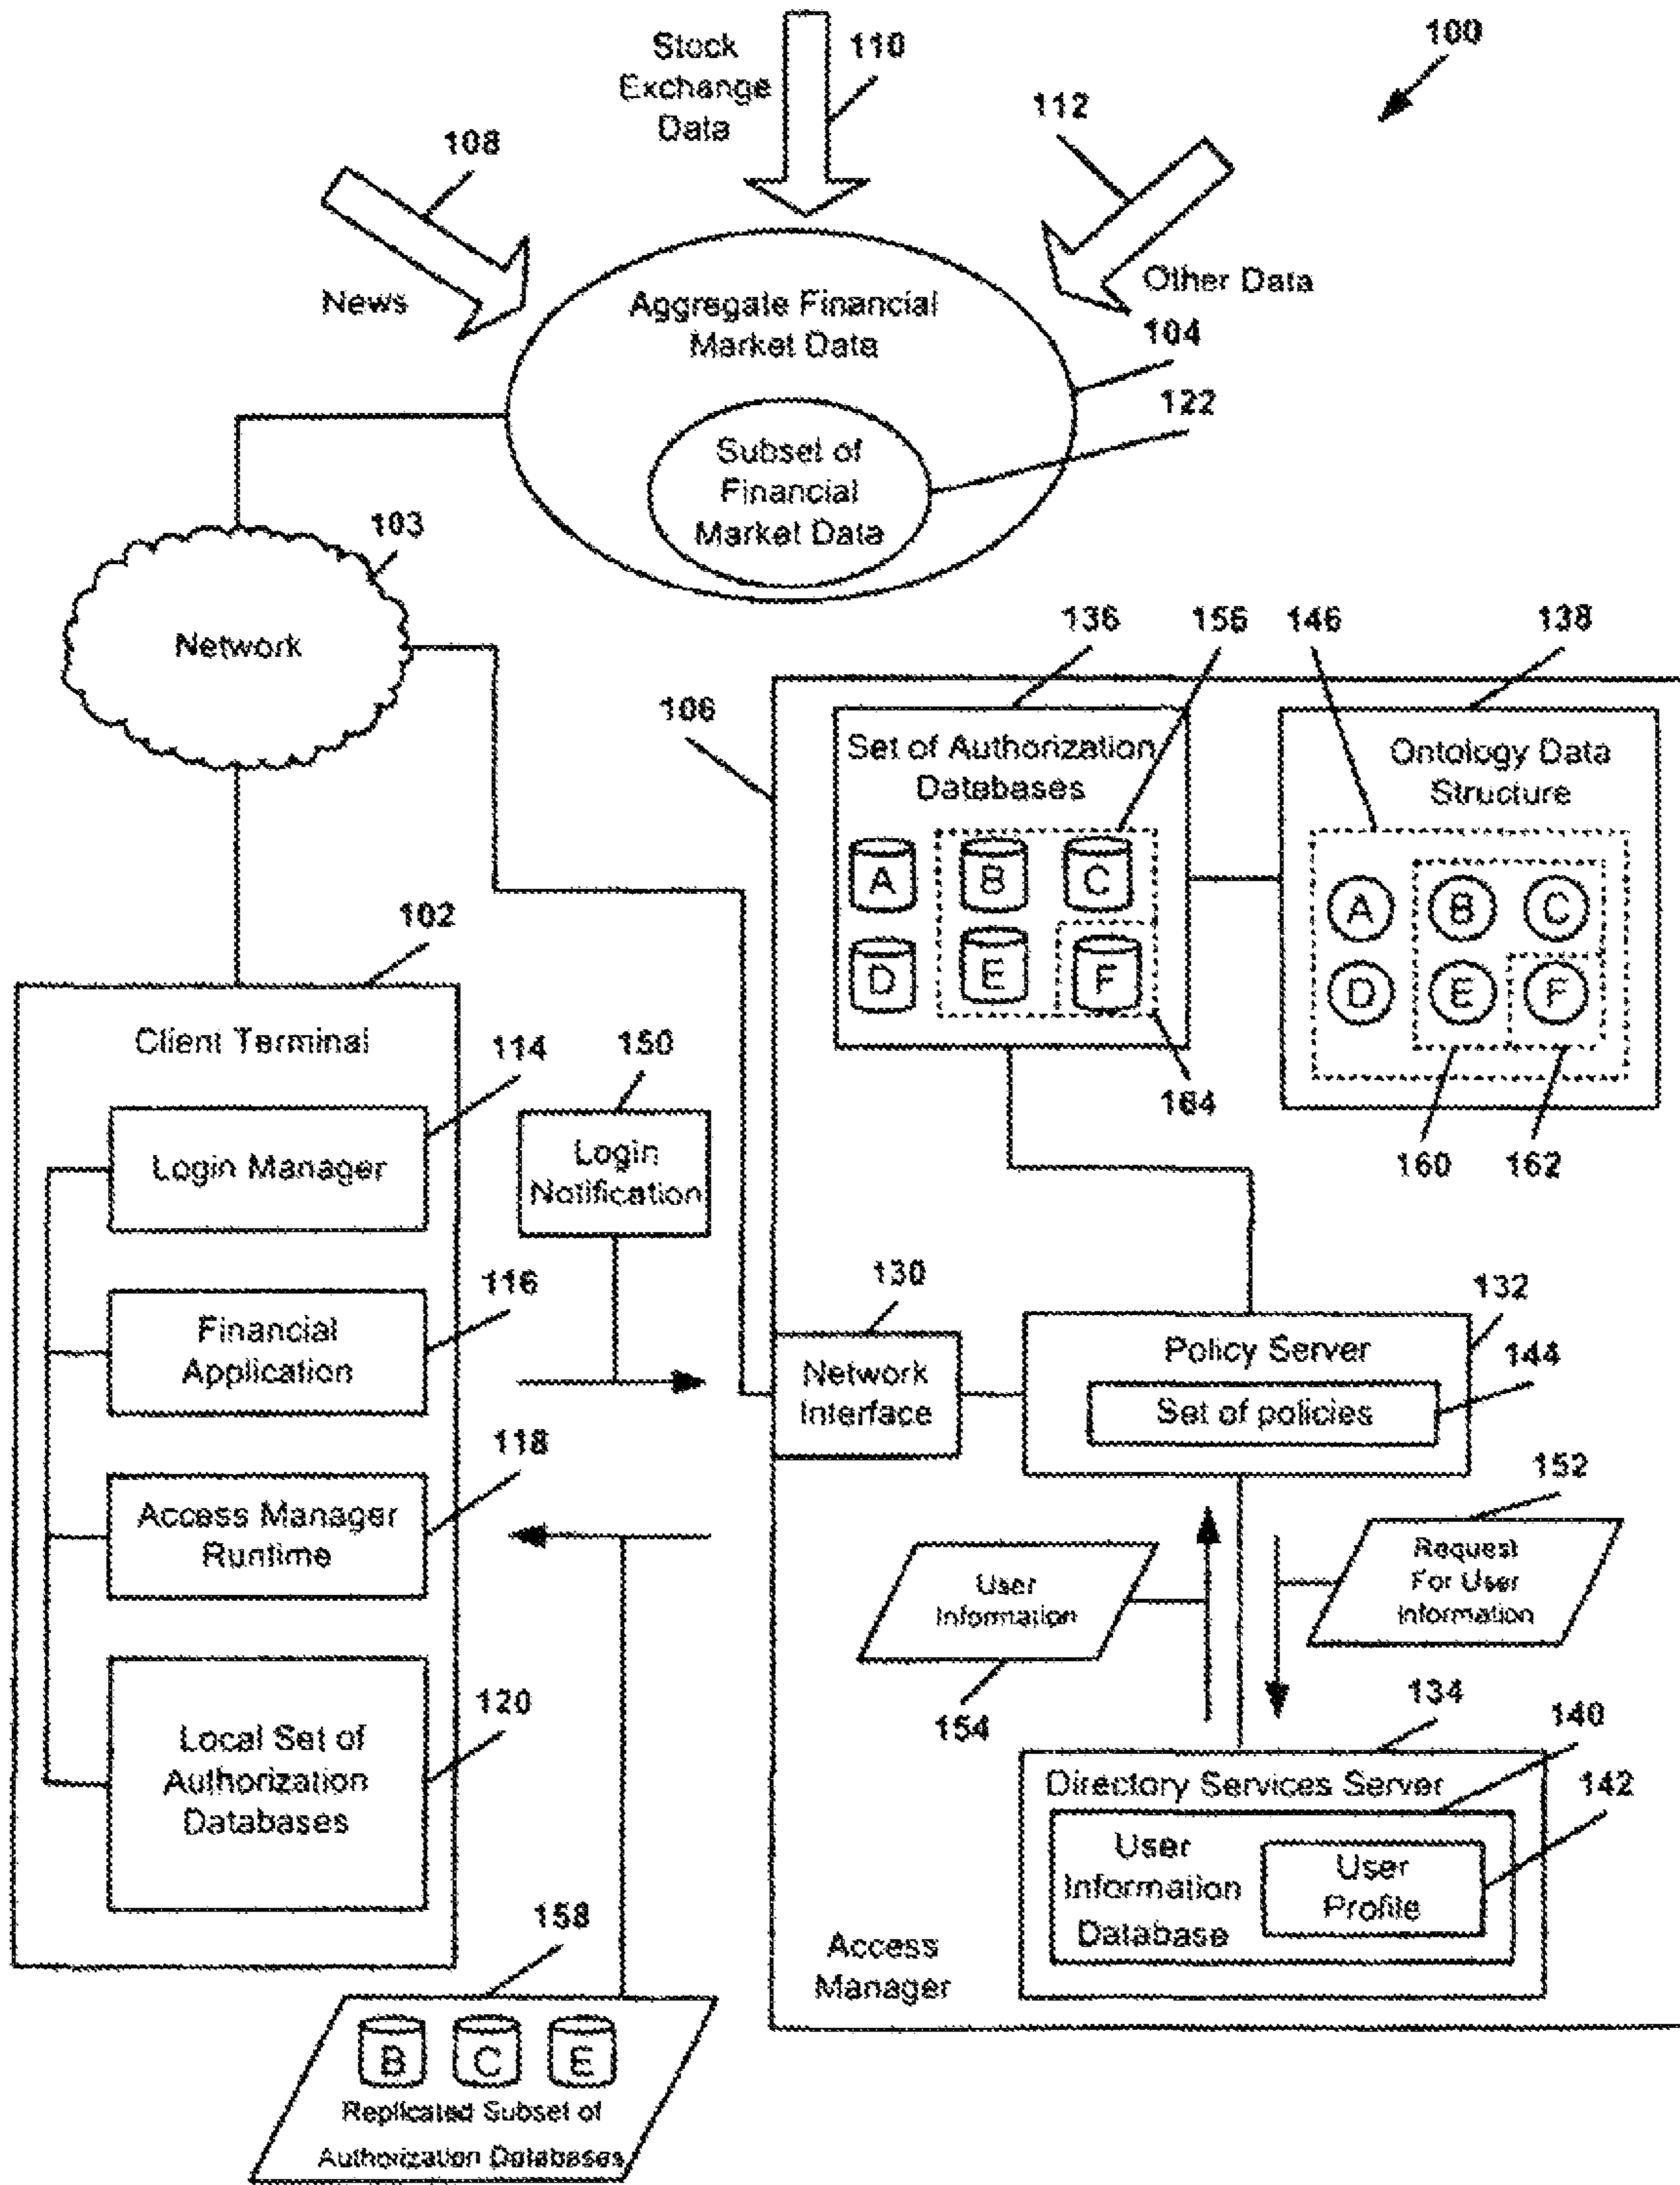 100
Stock
Exchange
Data
110
112
108
News
Other Data
Aggregate Financial
Market Data
104
122
Subset of
Financial
Market Data
103
Network
136
156
146
138
106
Set of Authorization
Databases
Ontology Data
Structure
A
B
C
D
E
F
A
B
C
D
E
F
164
160
162
102
Client Terminal
114
Login Manager
150
Login
Notification
116
Financial
Application
130
Network
Interface
132
Policy Server
144
Set of policies
118
Access Manager
Runtime
152
Request
For User
Information
User
Information
154
120
Local Set of
Authorization
Databases
134
140
Directory Services Server
142
User
Information
Database
User
Profile
Access
Manager
158
B
C
E
Replicated Subset of
Authorization Databases